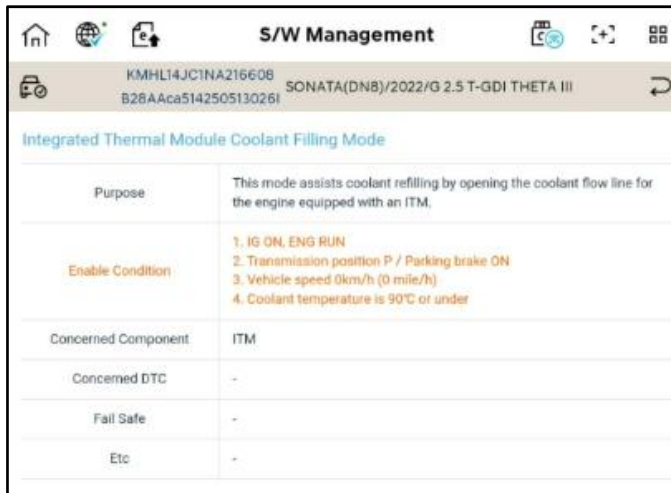 S/W Management
KMHL14JC1NA216608
B28AAca514250513026I
SONATA(DN8)/2022/G 2.5 T-GDI THETA III
Integrated Thermal Module Coolant Filling Mode
Purpose
This mode assists coolant refilling by opening the coolant flow line for
the engine equipped with an ITM.
Enable Condition
1. IG ON, ENG RUN
2. Transmission position P / Parking brake ON
3. Vehicle speed 0km/h (0 mile/h)
4. Coolant temperature is 90℃ or under
Concerned Component
ITM
Concerned DTC
-
Fail Safe
-
Etc
-